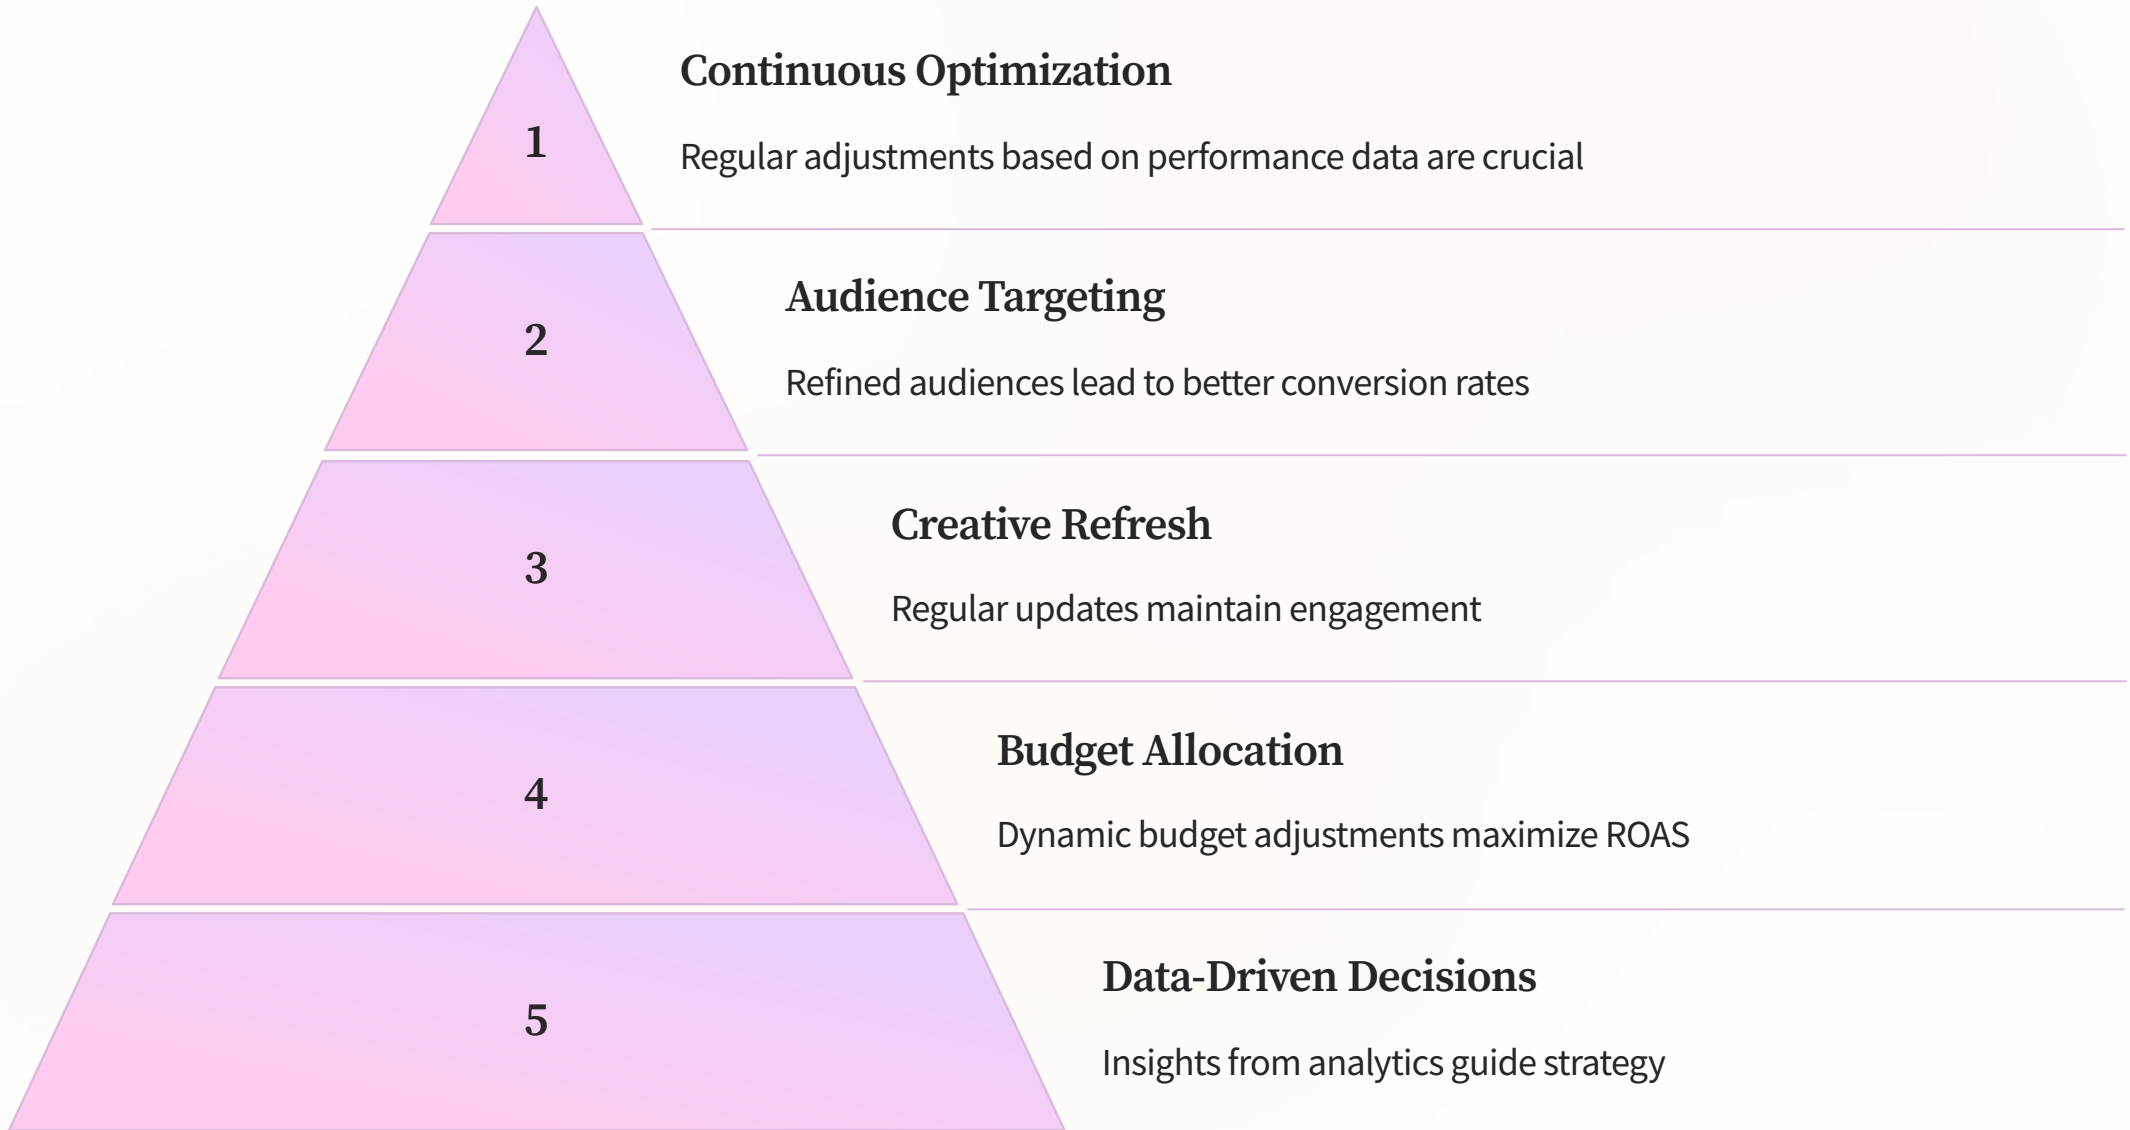 1
Continuous Optimization
Regular adjustments based on performance data are crucial
2
Audience Targeting
Refined audiences lead to better conversion rates
3
Creative Refresh
Regular updates maintain engagement
4
Budget Allocation
Dynamic budget adjustments maximize ROAS
5
Data-Driven Decisions
Insights from analytics guide strategy